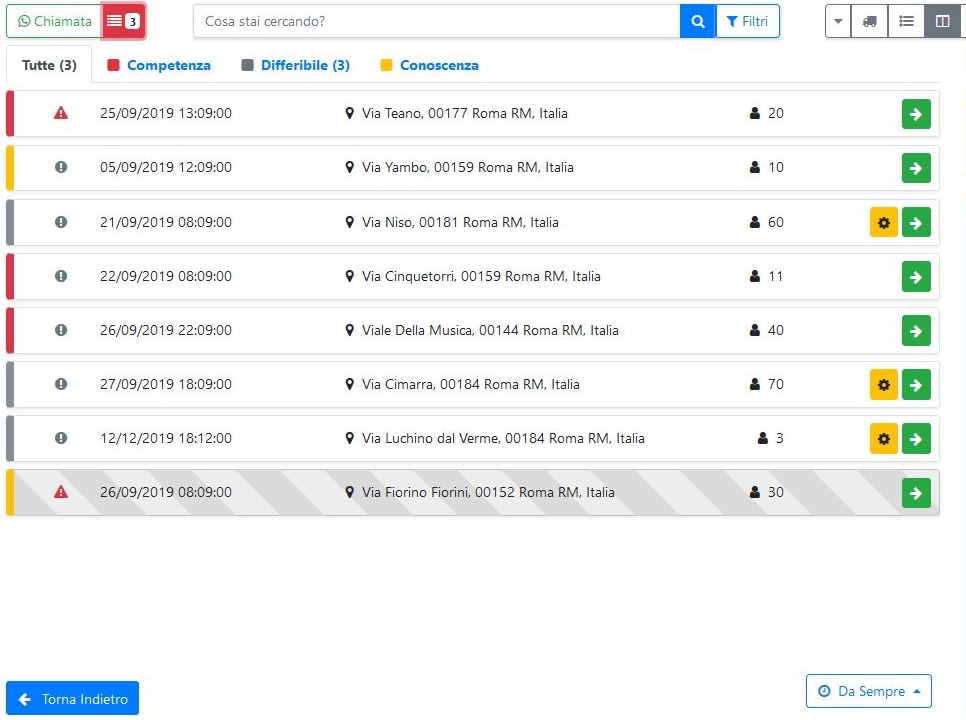 Chiamata 3 Cosa stai cercando? Filtri
Tutte (3) Competenza Differibile (3) Conoscenza
25/09/2019 13:09:00 Via Teano, 00177 Roma RM, Italia 20
05/09/2019 12:09:00 Via Yambo, 00159 Roma RM, Italia 10
21/09/2019 08:09:00 Via Niso, 00181 Roma RM, Italia 60
22/09/2019 08:09:00 Via Cinquetorri, 00159 Roma RM, Italia 11
26/09/2019 22:09:00 Viale Della Musica, 00144 Roma RM, Italia 40
27/09/2019 18:09:00 Via Cimarra, 00184 Roma RM, Italia 70
12/12/2019 18:12:00 Via Luchino dal Verme, 00184 Roma RM, Italia 3
26/09/2019 08:09:00 Via Fiorino Fiorini, 00152 Roma RM, Italia 30
Torna Indietro Da Sempre